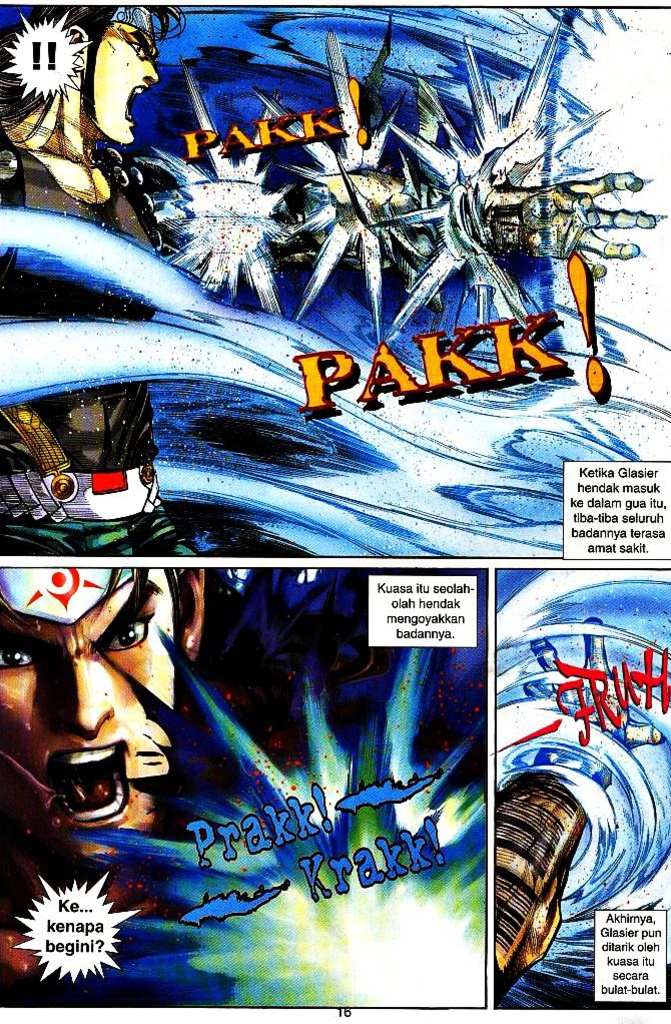 !!
PAKK!
PAKK!
Ketika Glasier
hendak masuk
ke dalam gua itu,
tiba-tiba seluruh
badannya terasa
amat sakit.
Kuasa itu seolah-
olah hendak
mengoyakkan
badannya.
Prakk!
Krakk!
Ke...
kenapa
begini?
FRUHH
Akhirnya,
Glasier pun
ditarik oleh
kuasa itu
secara
bulat-bulat.
16